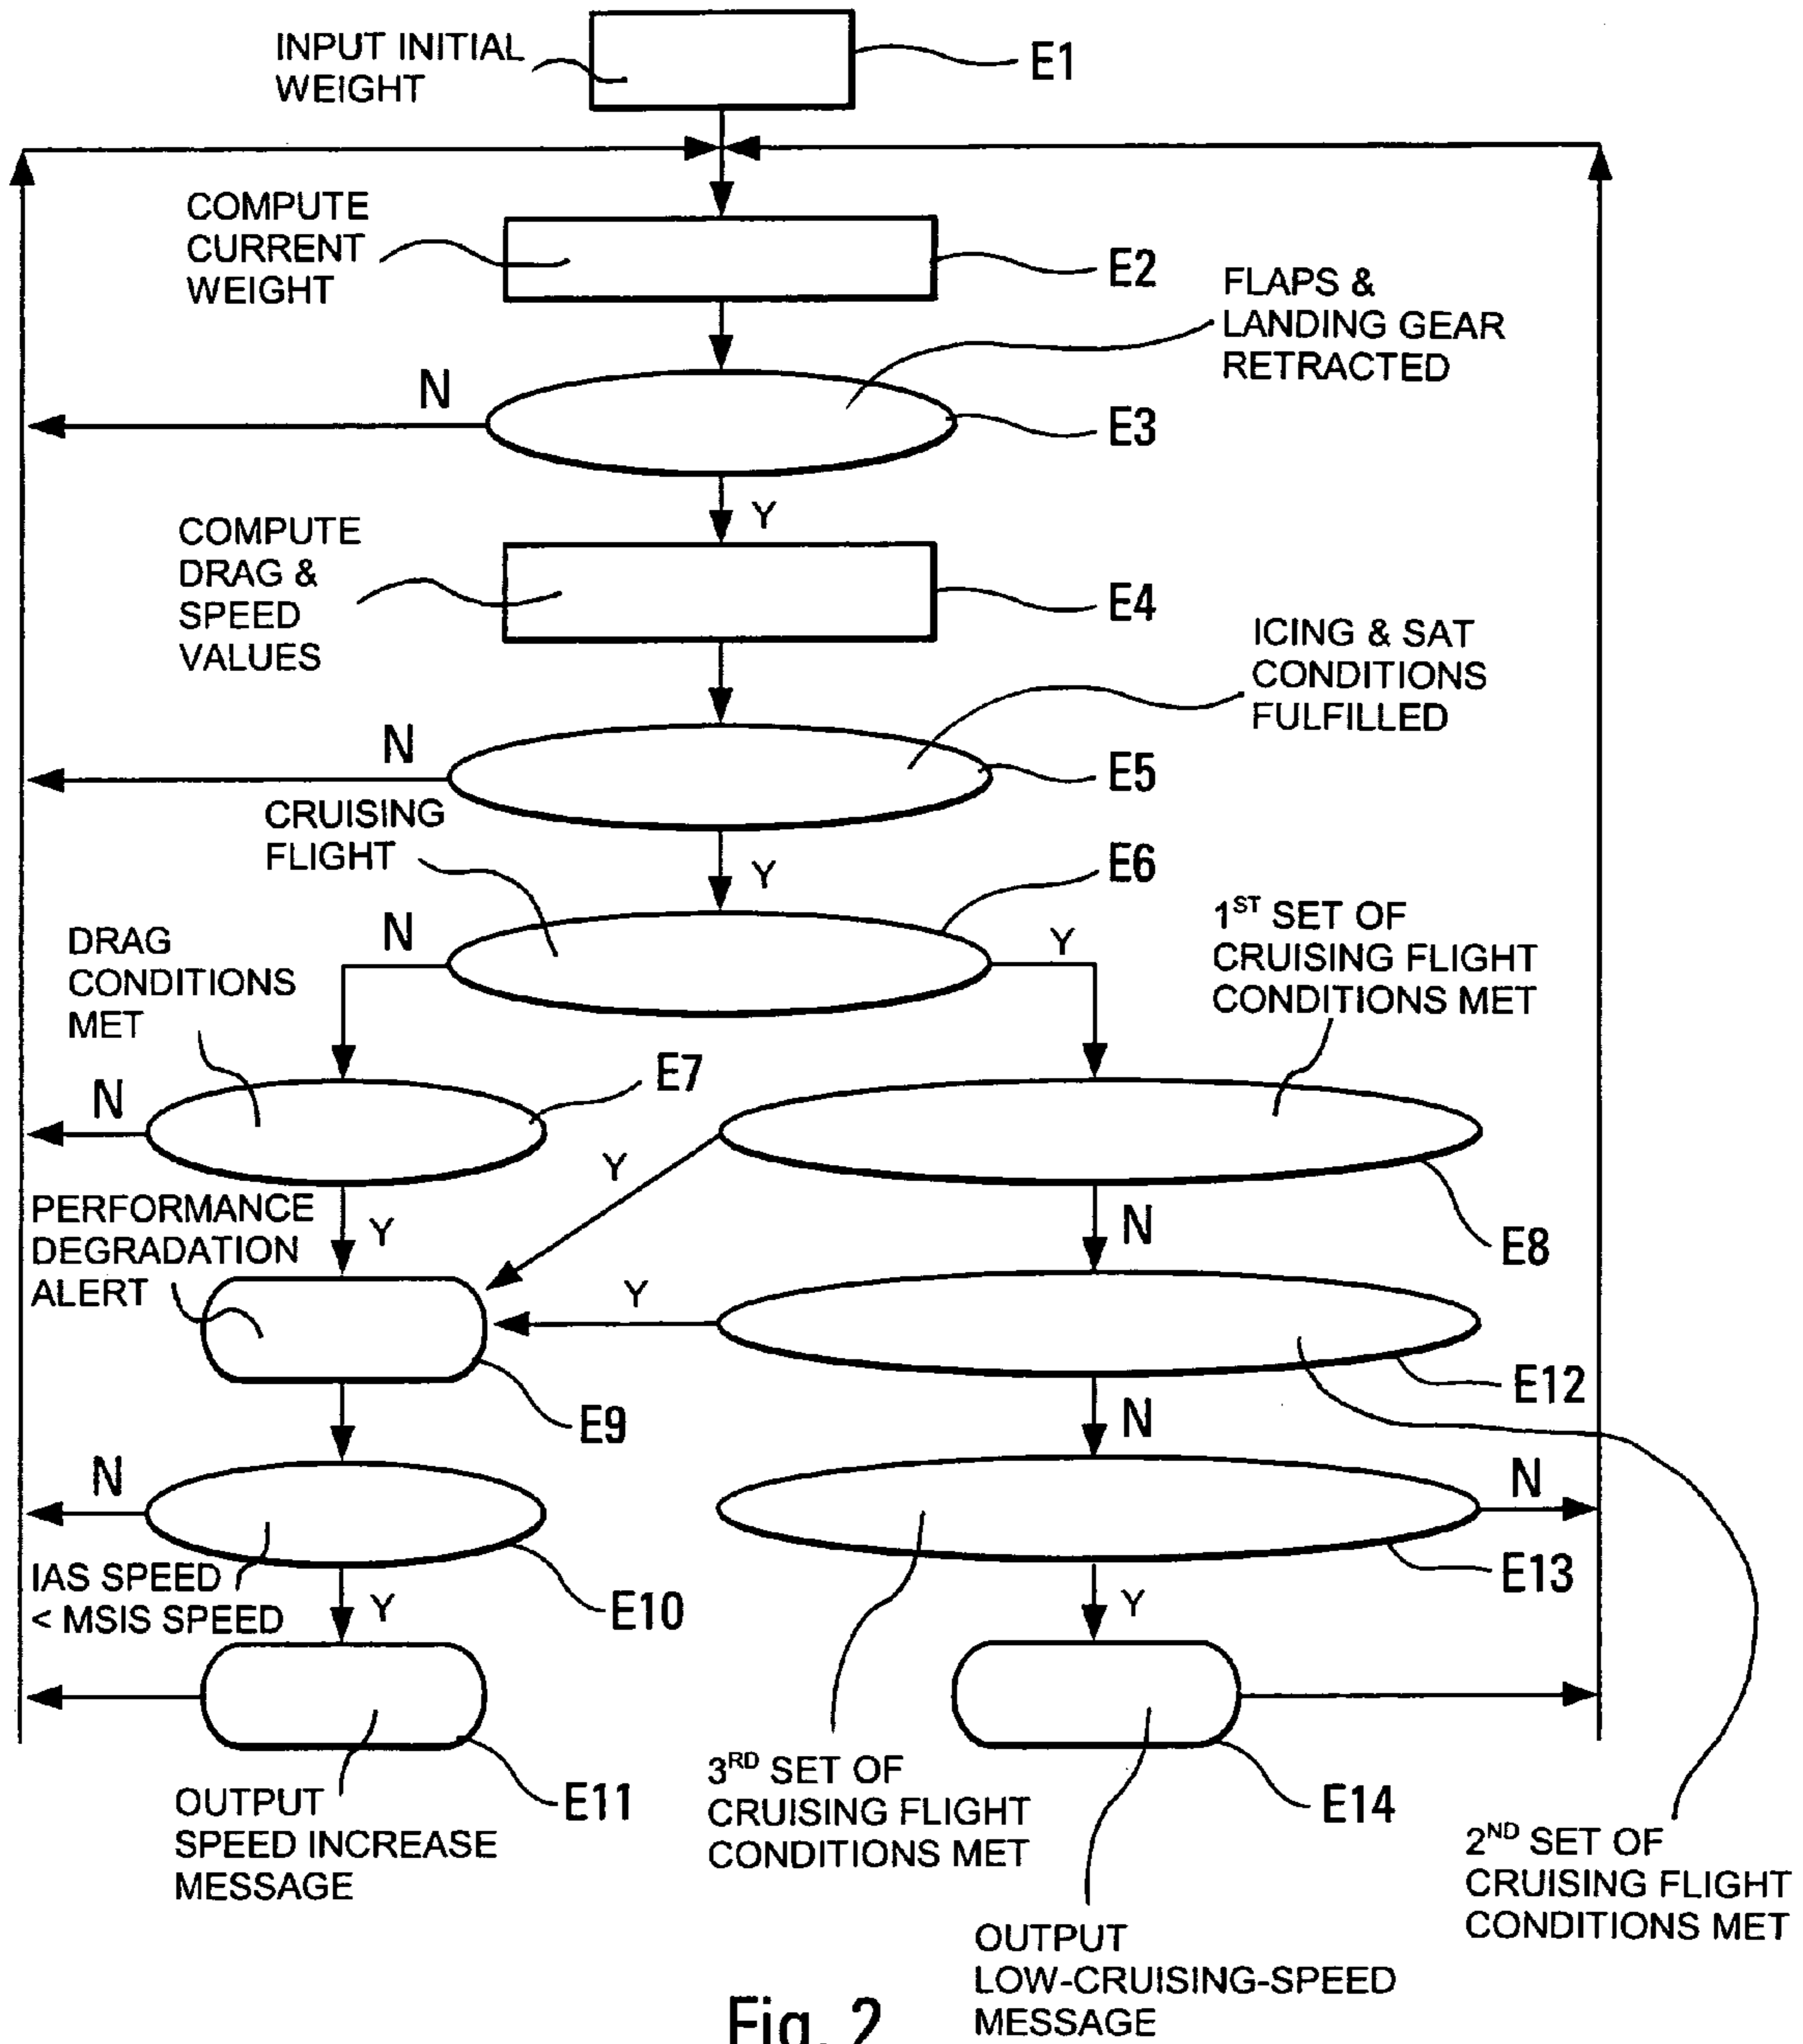 INPUT INITIAL
WEIGHT
E1
COMPUTE
CURRENT
WEIGHT
E2
FLAPS &
LANDING GEAR
RETRACTED
N
E3
Y
COMPUTE
DRAG &
SPEED
VALUES
E4
ICING & SAT
CONDITIONS
FULFILLED
N
E5
CRUISING
FLIGHT
Y
E6
N
Y
1ST SET OF
CRUISING FLIGHT
CONDITIONS MET
DRAG
CONDITIONS
MET
N
E7
Y
E8
PERFORMANCE
DEGRADATION
ALERT
Y
N
Y
E9
E12
N
N
N
IAS SPEED
< MSIS SPEED
E10
E13
Y
Y
OUTPUT
SPEED INCREASE
MESSAGE
E11
3RD SET OF
CRUISING FLIGHT
CONDITIONS MET
E14
2ND SET OF
CRUISING FLIGHT
CONDITIONS MET
OUTPUT
LOW-CRUISING-SPEED
MESSAGE
Fig. 2